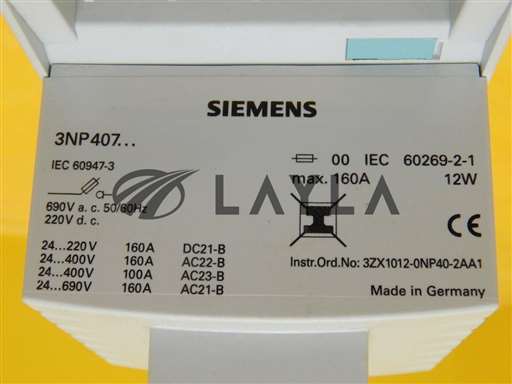 SIEMENS
3NP407...
IEC 60947-3
690V a.c. 50/60Hz
220V d.c.
24...220V 160A DC21-B
24...400V 160A AC22-B
24...400V 100A AC23-B
24...690V 160A AC21-B
00 IEC 60269-2-1
max. 160A 12W
CE
Instr.Ord.No: 3ZX1012-0NP40-2AA1
Made in Germany
LAYLA